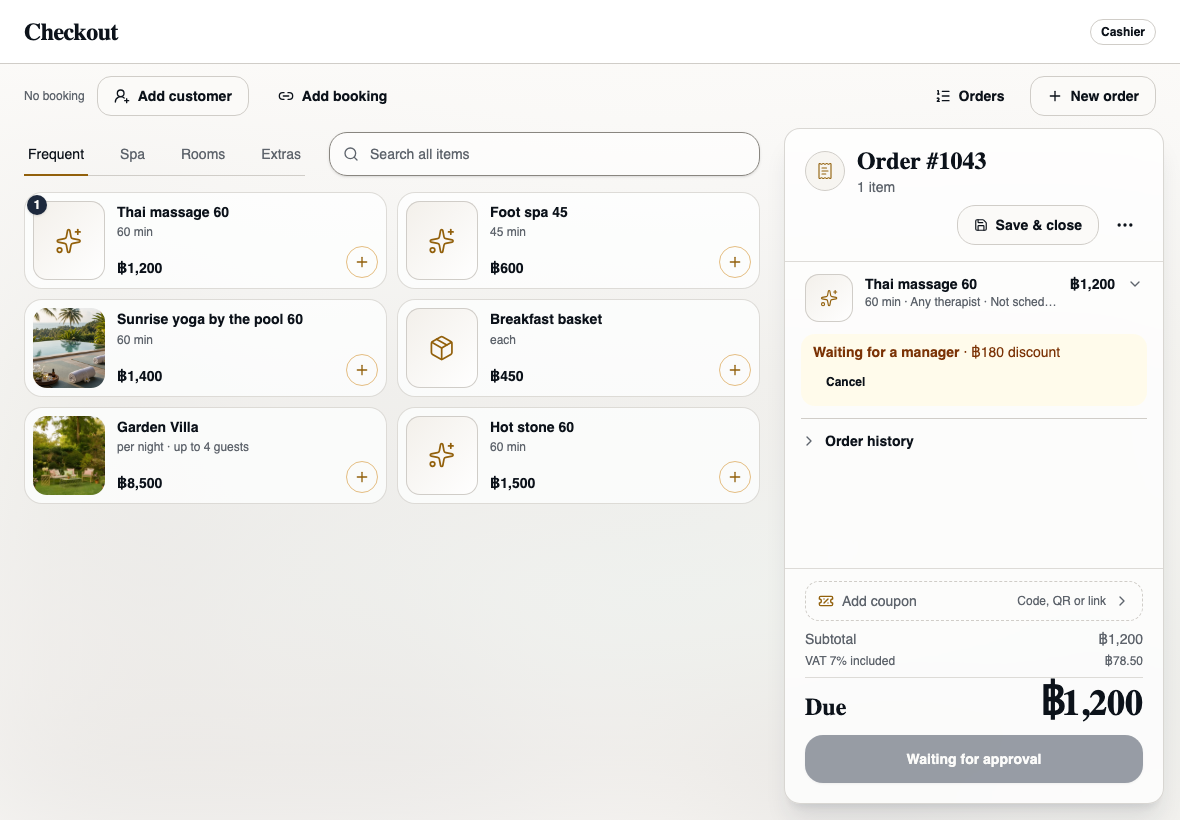 Checkout
Cashier
No booking
Add customer
Add booking
Orders
New order
Frequent
Spa
Rooms
Extras
Search all items
1
Thai massage 60
60 min
฿1,200
Foot spa 45
45 min
฿600
Sunrise yoga by the pool 60
60 min
฿1,400
Breakfast basket
each
฿450
Garden Villa
per night · up to 4 guests
฿8,500
Hot stone 60
60 min
฿1,500
Order #1043
1 item
Save & close
Thai massage 60
฿1,200
60 min · Any therapist · Not sched…
Waiting for a manager · ฿180 discount
Cancel
Order history
Add coupon
Code, QR or link
Subtotal
฿1,200
VAT 7% included
฿78.50
Due
฿1,200
Waiting for approval